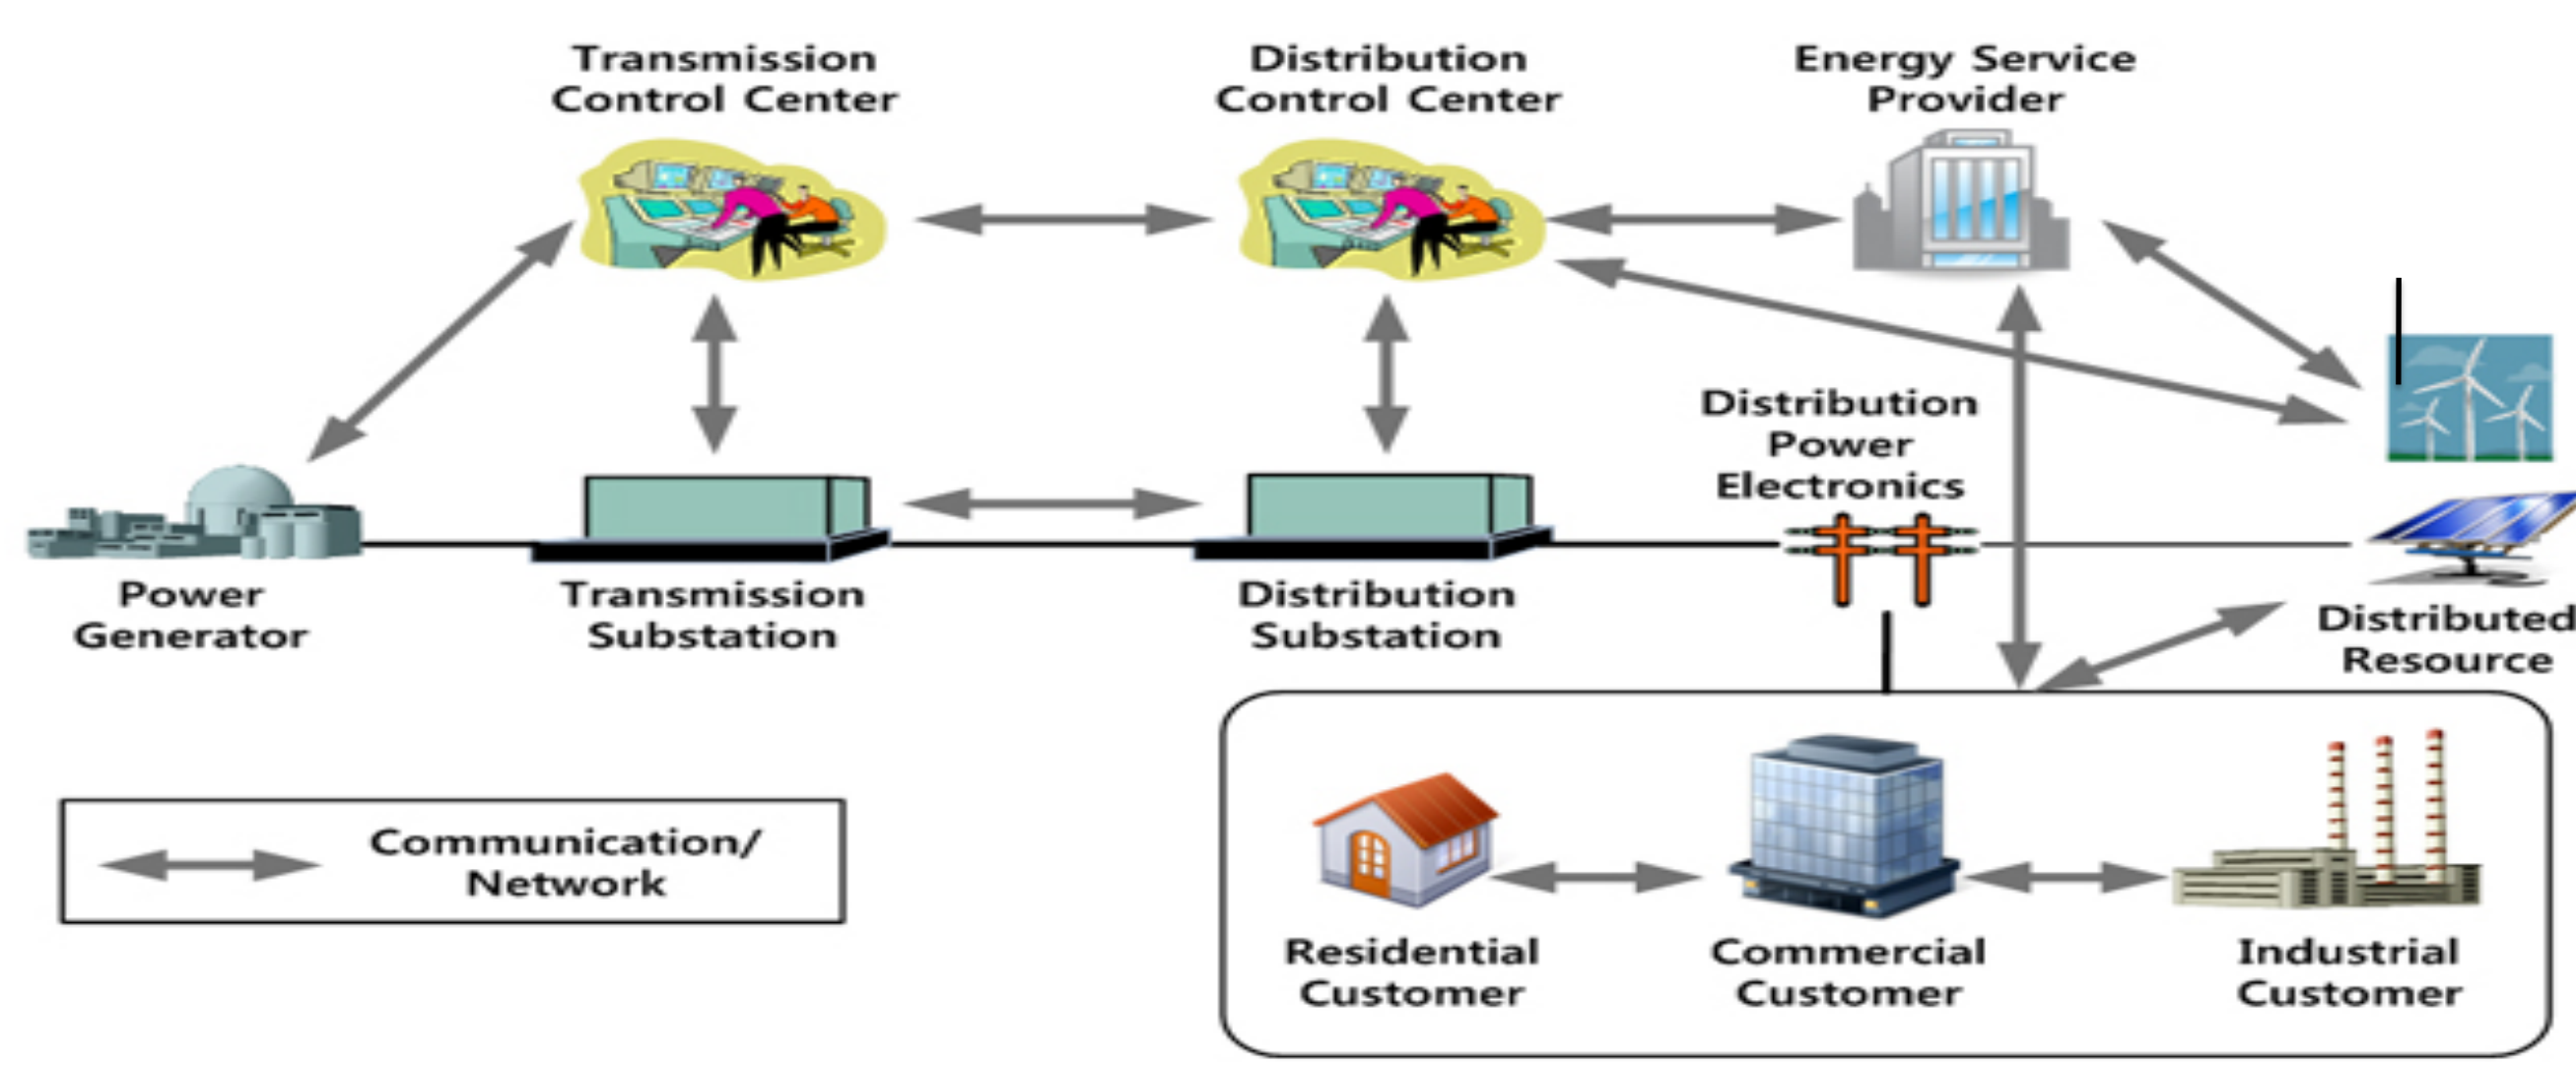 Transmission
Control Center
Distribution
Control Center
Energy Service
Provider
Distribution
Power
Electronics
Power
Generator
Transmission
Substation
Distribution
Substation
Distributed
Resource
Communication/
Network
Residential
Customer
Commercial
Customer
Industrial
Customer